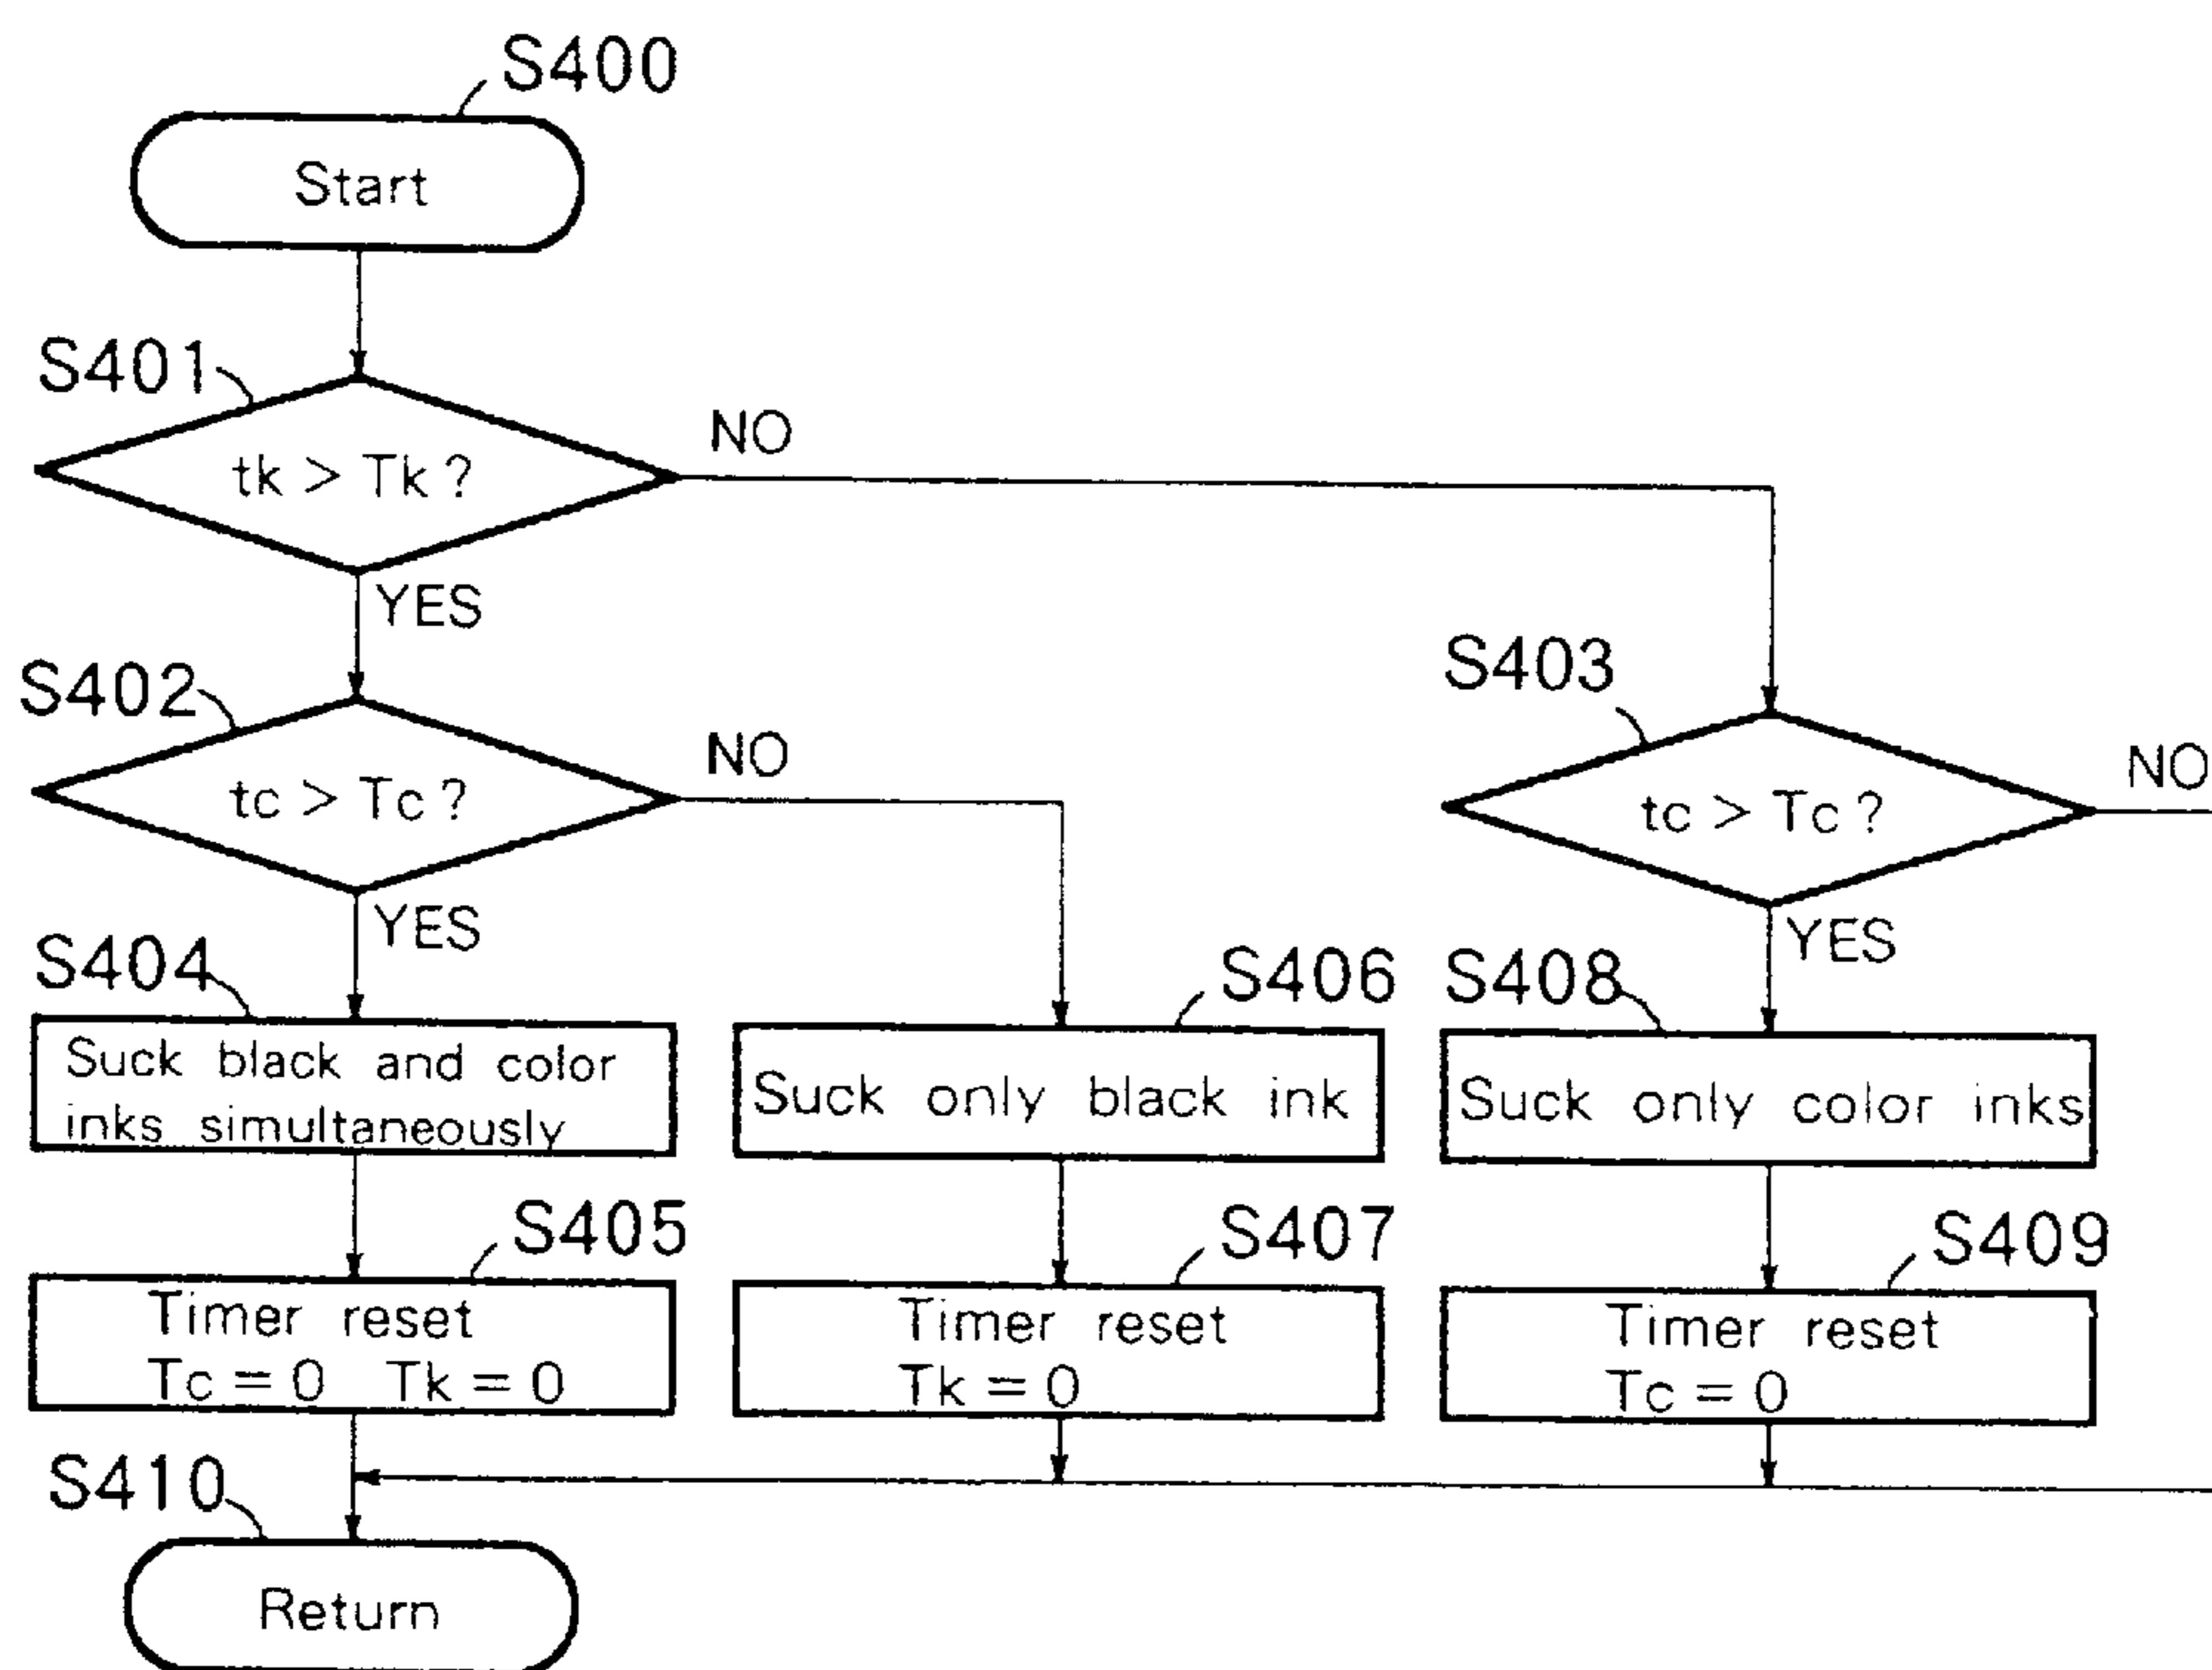 S400
Start
S401
tk > Tk ?
NO
YES
S402
tc > Tc ?
NO
YES
S403
tc > Tc ?
NO
YES
S404
Suck black and color
inks simultaneously
S406
Suck only black ink
S408
Suck only color inks
S405
Timer reset
Tc = 0 Tk = 0
S407
Timer reset
Tk = 0
S409
Timer reset
Tc = 0
S410
Return